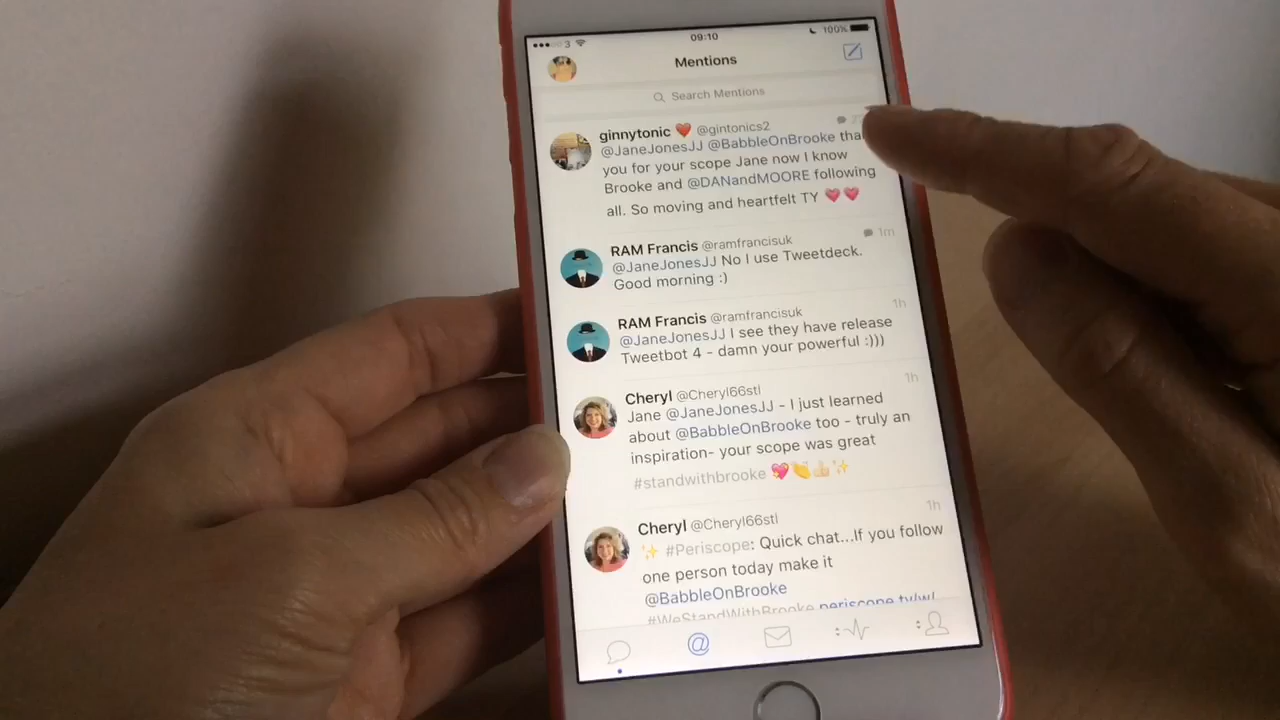 3 09:10 100%
Mentions
Search Mentions
ginnytonic ❤️ @gintonics2
@JaneJonesJJ @BabbleOnBrooke
you for your scope Jane now I know
Brooke and @DANandMOORE following
all. So moving and heartfelt TY 💓💓
RAM Francis @ramfrancisuk 1m
@JaneJonesJJ No I use Tweetdeck.
Good morning :)
RAM Francis @ramfrancisuk 1h
@JaneJonesJJ I see they have release
Tweetbot 4 - damn your powerful :)))
Cheryl @Cheryl66stl 1h
Jane @JaneJonesJJ - I just learned
about @BabbleOnBrooke too - truly an
inspiration- your scope was great
#standwithbrooke 💖👏👍✨
Cheryl @Cheryl66stl 1h
✨ #Periscope: Quick chat...If you follow
one person today make it
@BabbleOnBrooke
#WeStandWithBrooke periscope.tv/w/
@